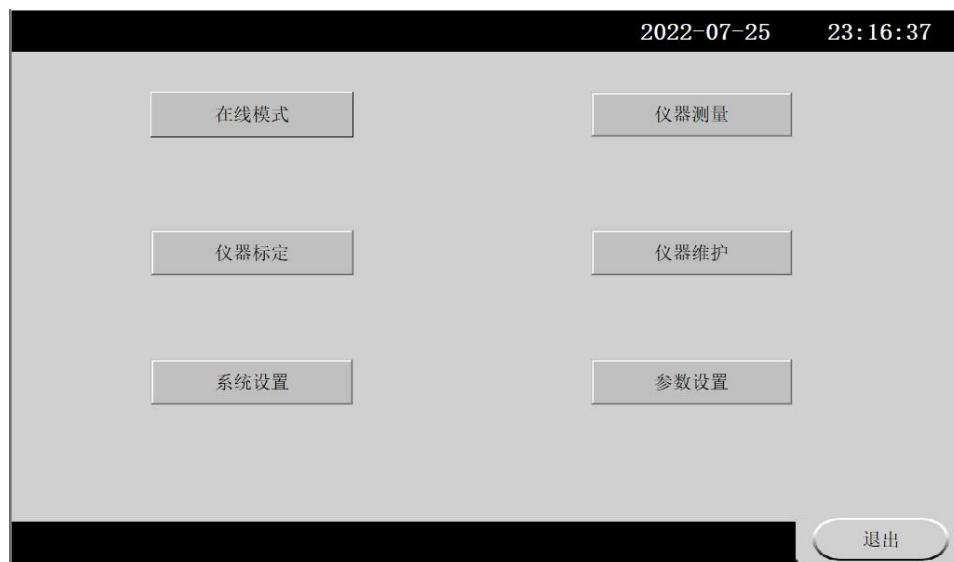 2022-07-25 23:16:37
在线模式 仪器测量
仪器标定 仪器维护
系统设置 参数设置
退出